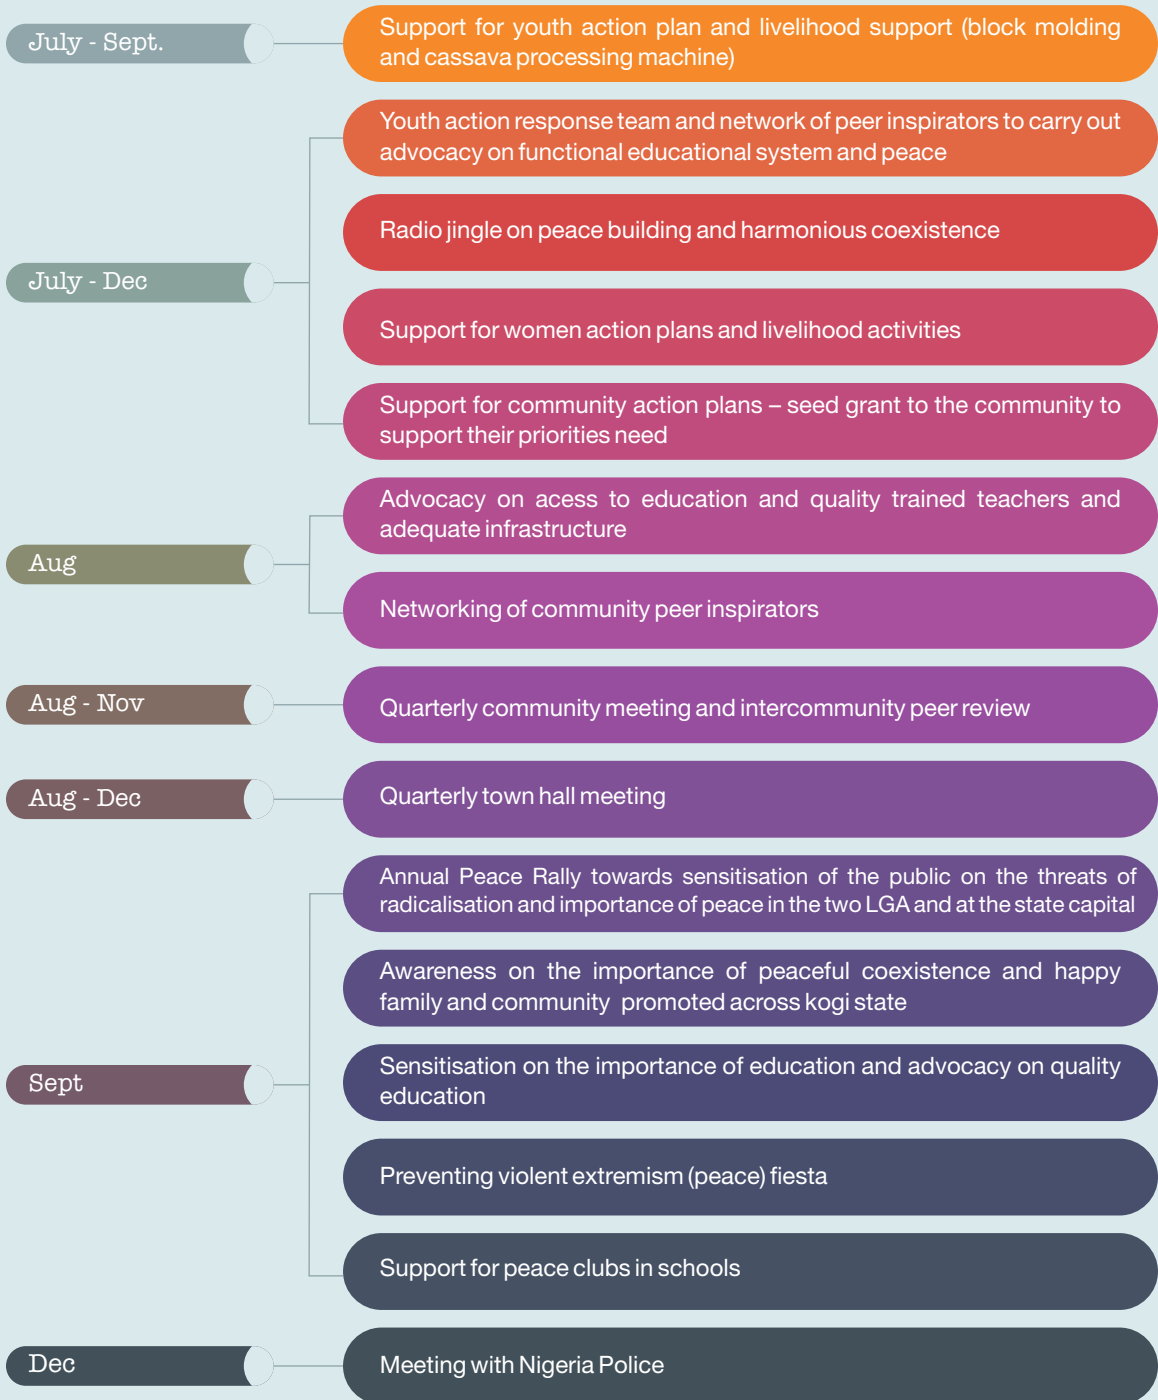 July - Sept.
Support for youth action plan and livelihood support (block molding
and cassava processing machine)
July - Dec
Youth action response team and network of peer inspirators to carry out
advocacy on functional educational system and peace
Radio jingle on peace building and harmonious coexistence
Support for women action plans and livelihood activities
Support for community action plans – seed grant to the community to
support their priorities need
Aug
Advocacy on acess to education and quality trained teachers and
adequate infrastructure
Networking of community peer inspirators
Aug - Nov
Quarterly community meeting and intercommunity peer review
Aug - Dec
Quarterly town hall meeting
Sept
Annual Peace Rally towards sensitisation of the public on the threats of
radicalisation and importance of peace in the two LGA and at the state capital
Awareness on the importance of peaceful coexistence and happy
family and community promoted across kogi state
Sensitisation on the importance of education and advocacy on quality
education
Preventing violent extremism (peace) fiesta
Support for peace clubs in schools
Dec
Meeting with Nigeria Police